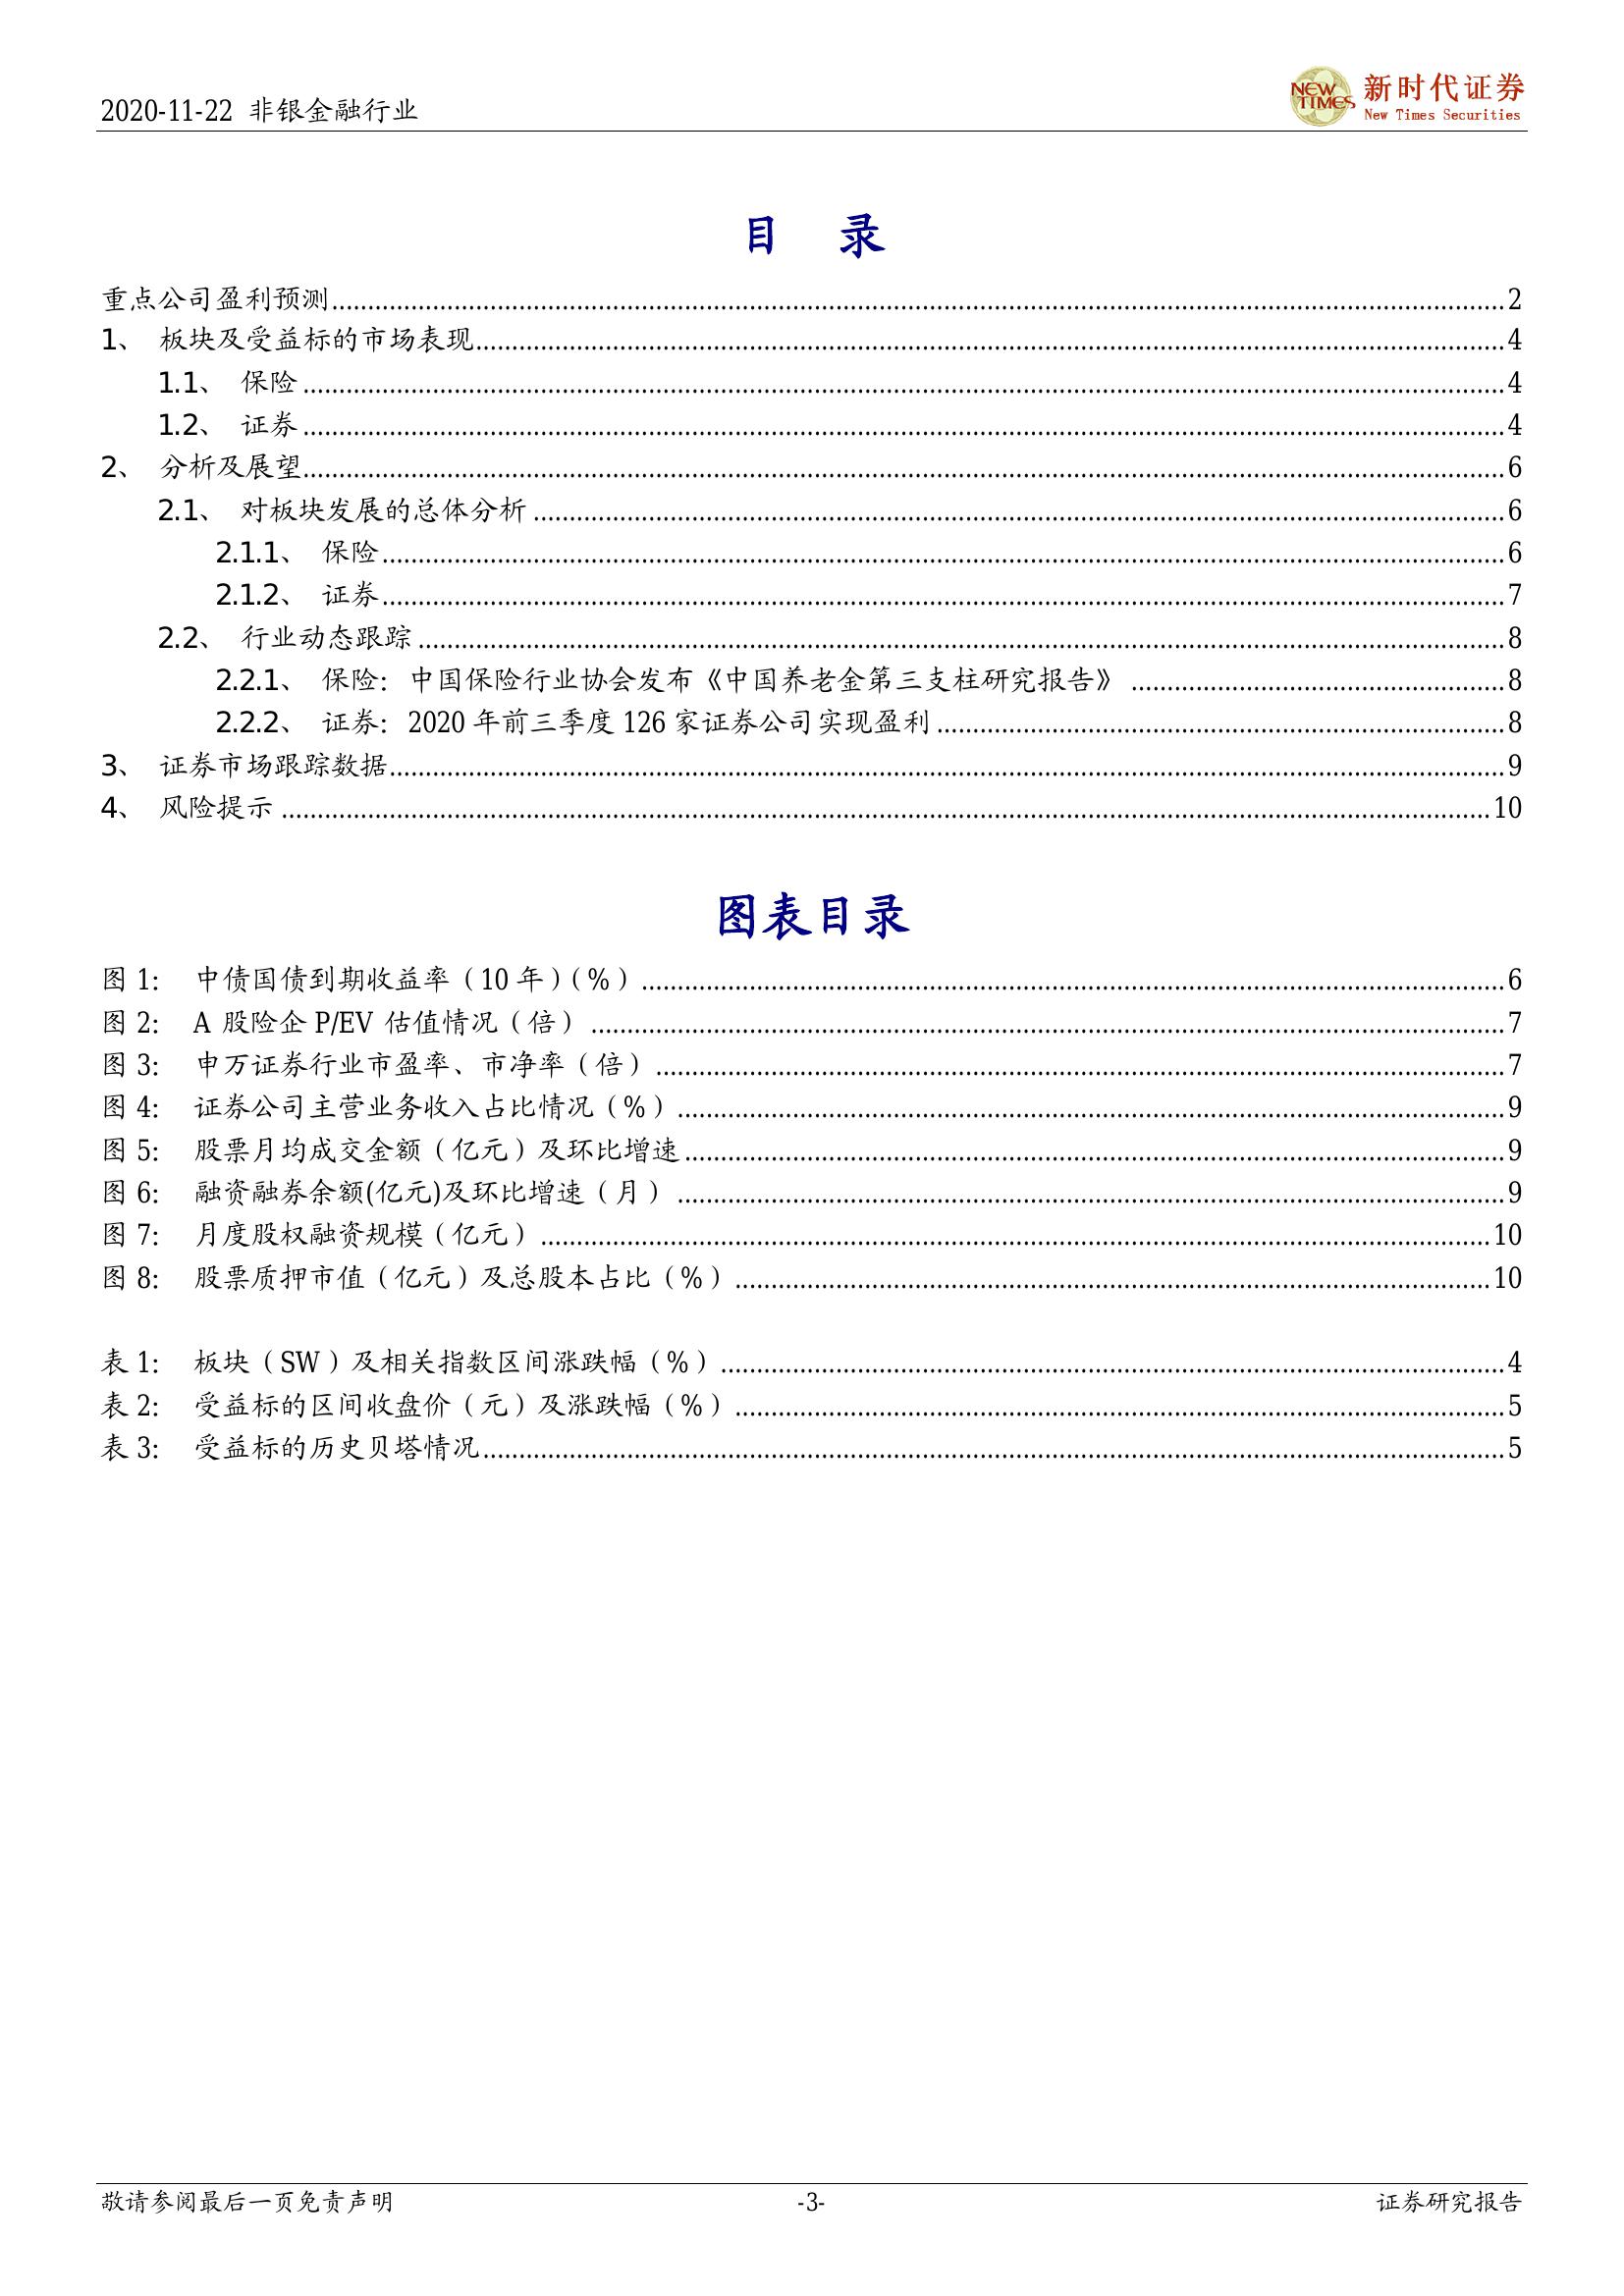 2020-11-22 非银金融行业
NEW TIMES
新时代证券
New Times Securities
目 录
重点公司盈利预测 2
1、 板块及受益标的市场表现 4
1.1、 保险 4
1.2、 证券 4
2、 分析及展望 6
2.1、 对板块发展的总体分析 6
2.1.1、 保险 6
2.1.2、 证券 7
2.2、 行业动态跟踪 8
2.2.1、 保险：中国保险行业协会发布《中国养老金第三支柱研究报告》 8
2.2.2、 证券：2020 年前三季度 126 家证券公司实现盈利 8
3、 证券市场跟踪数据 9
4、 风险提示 10
图表目录
图 1： 中债国债到期收益率（10 年）（%） 6
图 2： A 股险企 P/EV 估值情况（倍） 7
图 3： 申万证券行业市盈率、市净率（倍） 7
图 4： 证券公司主营业务收入占比情况（%） 9
图 5： 股票月均成交金额（亿元）及环比增速 9
图 6： 融资融券余额(亿元)及环比增速（月） 9
图 7： 月度股权融资规模（亿元） 10
图 8： 股票质押市值（亿元）及总股本占比（%） 10
表 1： 板块（SW）及相关指数区间涨跌幅（%） 4
表 2： 受益标的区间收盘价（元）及涨跌幅（%） 5
表 3： 受益标的历史贝塔情况 5
敬请参阅最后一页免责声明 -3- 证券研究报告